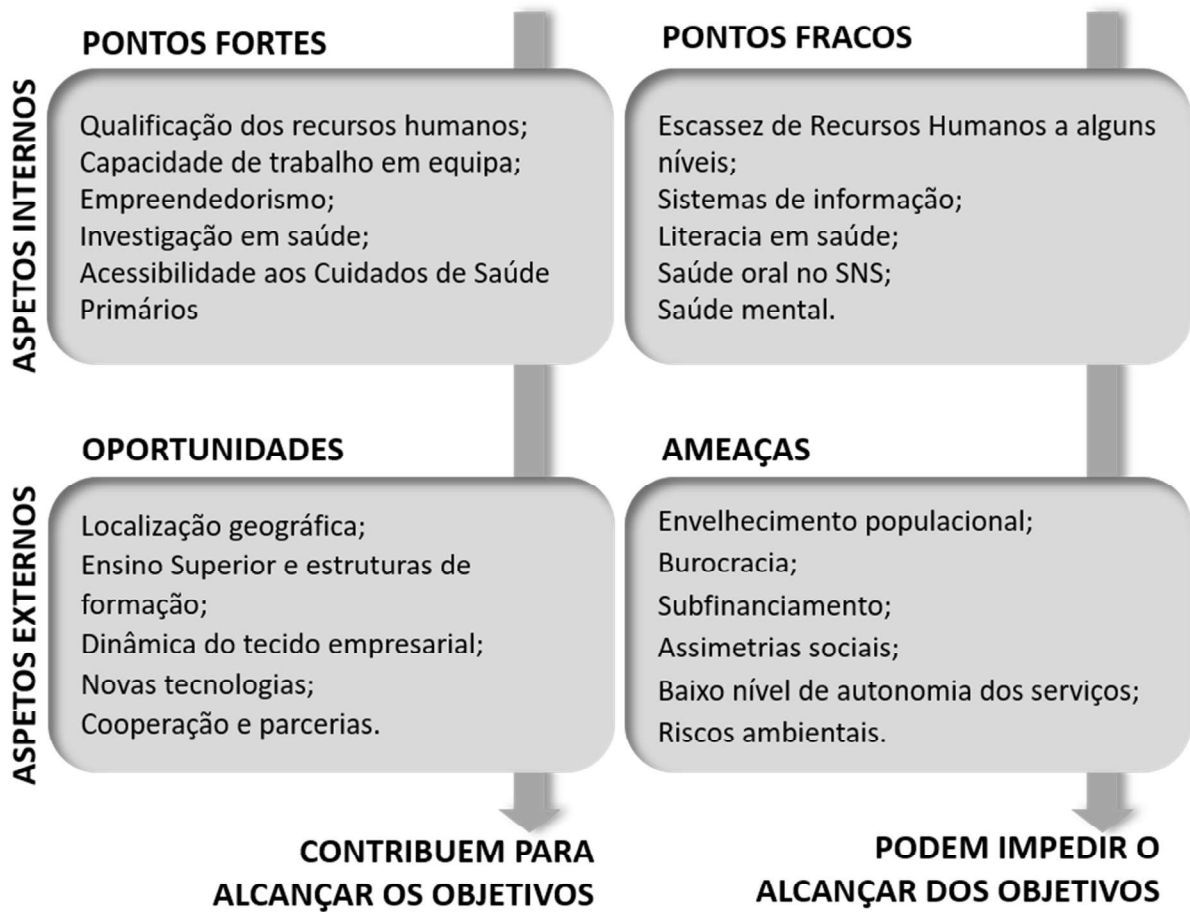 ASPETOS INTERNOS
PONTOS FORTES
Qualificação dos recursos humanos;
Capacidade de trabalho em equipa;
Empreendedorismo;
Investigação em saúde;
Acessibilidade aos Cuidados de Saúde
Primários
PONTOS FRACOS
Escassez de Recursos Humanos a alguns
níveis;
Sistemas de informação;
Literacia em saúde;
Saúde oral no SNS;
Saúde mental.
ASPETOS EXTERNOS
OPORTUNIDADES
Localização geográfica;
Ensino Superior e estruturas de
formação;
Dinâmica do tecido empresarial;
Novas tecnologias;
Cooperação e parcerias.
AMEAÇAS
Envelhecimento populacional;
Burocracia;
Subfinanciamento;
Assimetrias sociais;
Baixo nível de autonomia dos serviços;
Riscos ambientais.
CONTRIBUEM PARA
ALCANÇAR OS OBJETIVOS
PODEM IMPEDIR O
ALCANÇAR DOS OBJETIVOS